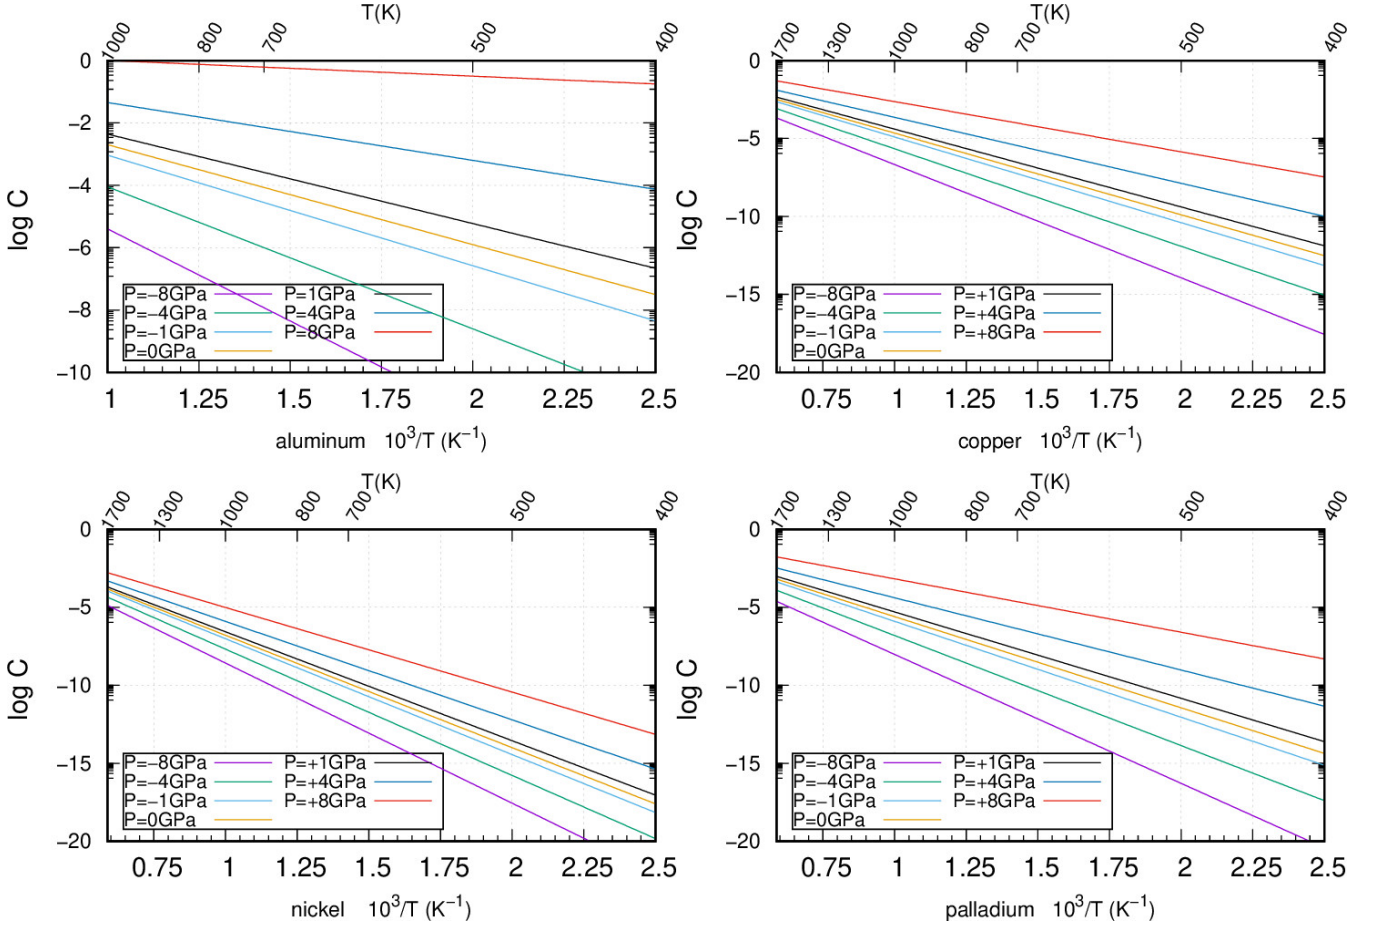 T(K)
1000 800 700 500 400
0
−2
−4
−6
−8
−10
log C
P=−8GPa P=1GPa
P=−4GPa P=4GPa
P=−1GPa P=8GPa
P=0GPa
1 1.25 1.5 1.75 2 2.25 2.5
aluminum 10³/T (K⁻¹)
T(K)
1700 1300 1000 800 700 500 400
0
−5
−10
−15
−20
log C
P=−8GPa P=+1GPa
P=−4GPa P=+4GPa
P=−1GPa P=+8GPa
P=0GPa
0.75 1 1.25 1.5 1.75 2 2.25 2.5
copper 10³/T (K⁻¹)
T(K)
1700 1300 1000 800 700 500 400
0
−5
−10
−15
−20
log C
P=−8GPa P=+1GPa
P=−4GPa P=+4GPa
P=−1GPa P=+8GPa
P=0GPa
0.75 1 1.25 1.5 1.75 2 2.25 2.5
nickel 10³/T (K⁻¹)
T(K)
1700 1300 1000 800 700 500 400
0
−5
−10
−15
−20
log C
P=−8GPa P=+1GPa
P=−4GPa P=+4GPa
P=−1GPa P=+8GPa
P=0GPa
0.75 1 1.25 1.5 1.75 2 2.25 2.5
palladium 10³/T (K⁻¹)